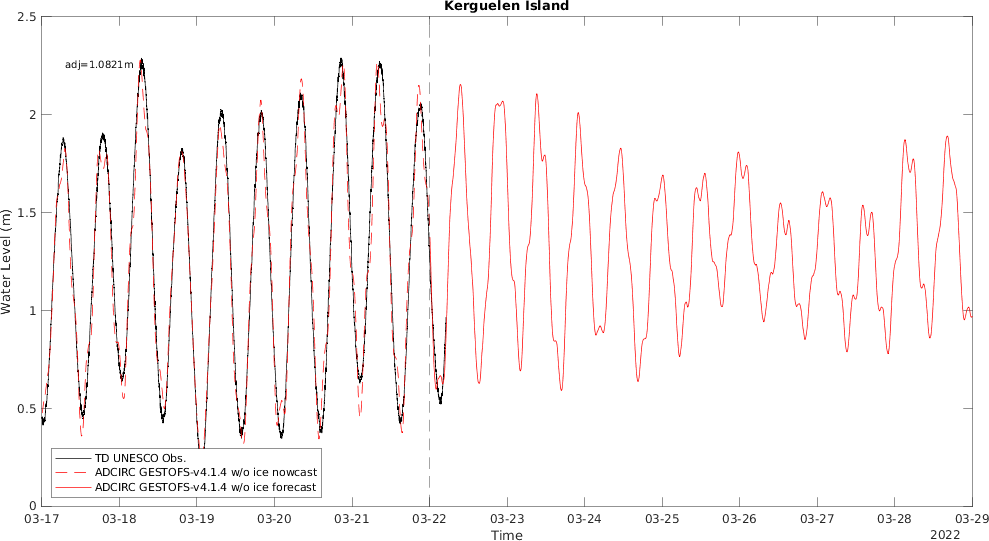 Kerguelen Island
2.5
adj=1.0821m
2
1.5
Water Level (m)
1
0.5
TD UNESCO Obs.
ADCIRC GESTOFS-v4.1.4 w/o ice nowcast
ADCIRC GESTOFS-v4.1.4 w/o ice forecast
0
03-17 03-18 03-19 03-20 03-21 03-22 03-23 03-24 03-25 03-26 03-27 03-28 03-29
Time
2022